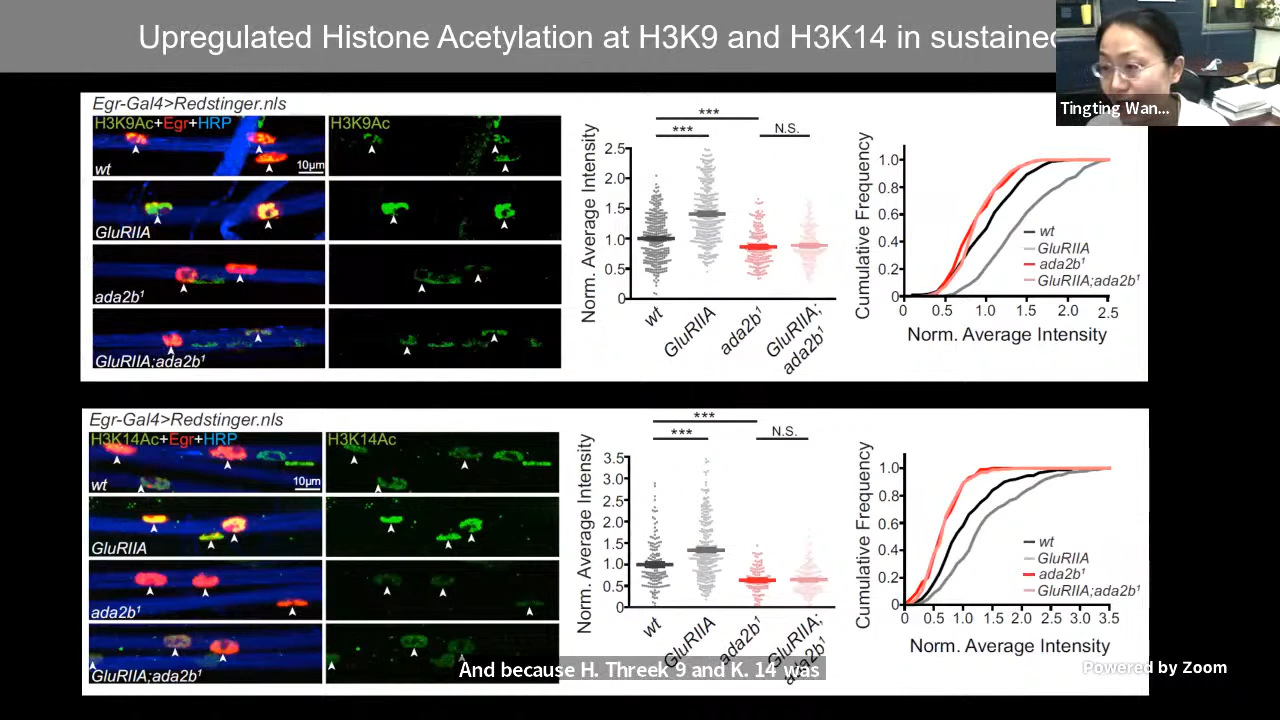 Upregulated Histone Acetylation at H3K9 and H3K14 in sustained
Tingting Wan...
Egr-Gal4>Redstinger.nls
H3K9Ac+Egr+HRP
H3K9Ac
wt
10µm
GluRIIA
ada2b¹
GluRIIA;ada2b¹
Norm. Average Intensity
2.5
2.0
1.5
1.0
0.5
0
***
***
N.S.
wt
GluRIIA
ada2b¹
GluRIIA;
ada2b¹
Cumulative Frequency
1.0
0.8
0.6
0.4
0.2
0
wt
GluRIIA
ada2b¹
GluRIIA;ada2b¹
0 0.5 1.0 1.5 2.0 2.5
Norm. Average Intensity
Egr-Gal4>Redstinger.nls
H3K14Ac+Egr+HRP
H3K14Ac
wt
10µm
GluRIIA
ada2b¹
GluRIIA;ada2b¹
Norm. Average Intensity
3.5
3.0
2.5
2.0
1.5
1.0
0.5
0
***
***
N.S.
wt
GluRIIA
ada2b¹
GluRIIA;
ada2b¹
Cumulative Frequency
1.0
0.8
0.6
0.4
0.2
0
wt
GluRIIA
ada2b¹
GluRIIA;ada2b¹
0 0.5 1.0 1.5 2.0 2.5 3.0 3.5
Norm. Average Intensity
And because H. Threek 9 and K. 14 was
Powered by Zoom